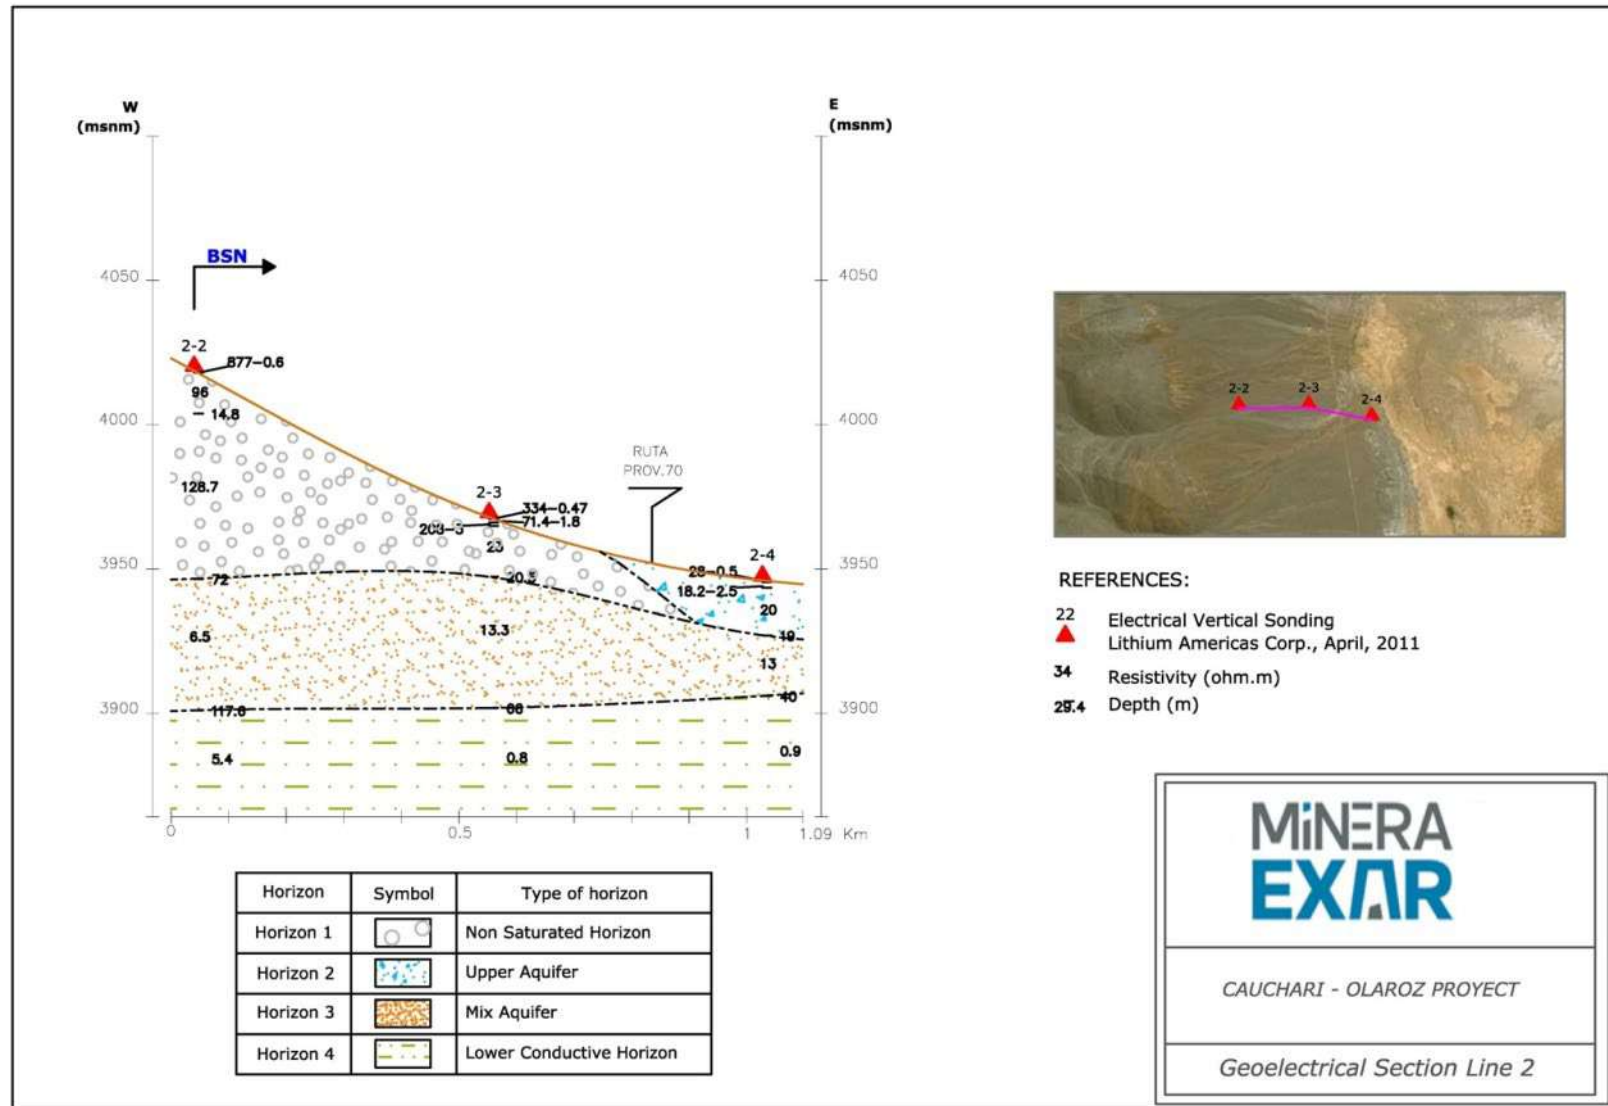 W
(msnm)
E
(msnm)
4050
4050
BSN
2-2
877-0.6
96
14.8
4000
4000
128.7
RUTA
PROV.70
2-3
334-0.47
71.4-1.8
23
3950
3950
2-4
28-0.5
18.2-2.5
20
72
20.5
19
6.5
13.3
13
3900
3900
117.6
66
40
5.4
0.8
0.9
0
0.5
1
1.09 Km
Horizon
Symbol
Type of horizon
Horizon 1
Non Saturated Horizon
Horizon 2
Upper Aquifer
Horizon 3
Mix Aquifer
Horizon 4
Lower Conductive Horizon
2-2
2-3
2-4
REFERENCES:
22
Electrical Vertical Sonding
Lithium Americas Corp., April, 2011
34
Resistivity (ohm.m)
29.4
Depth (m)
MINERA
EXAR
CAUCHARI - OLAROZ PROYECT
Geoelectrical Section Line 2